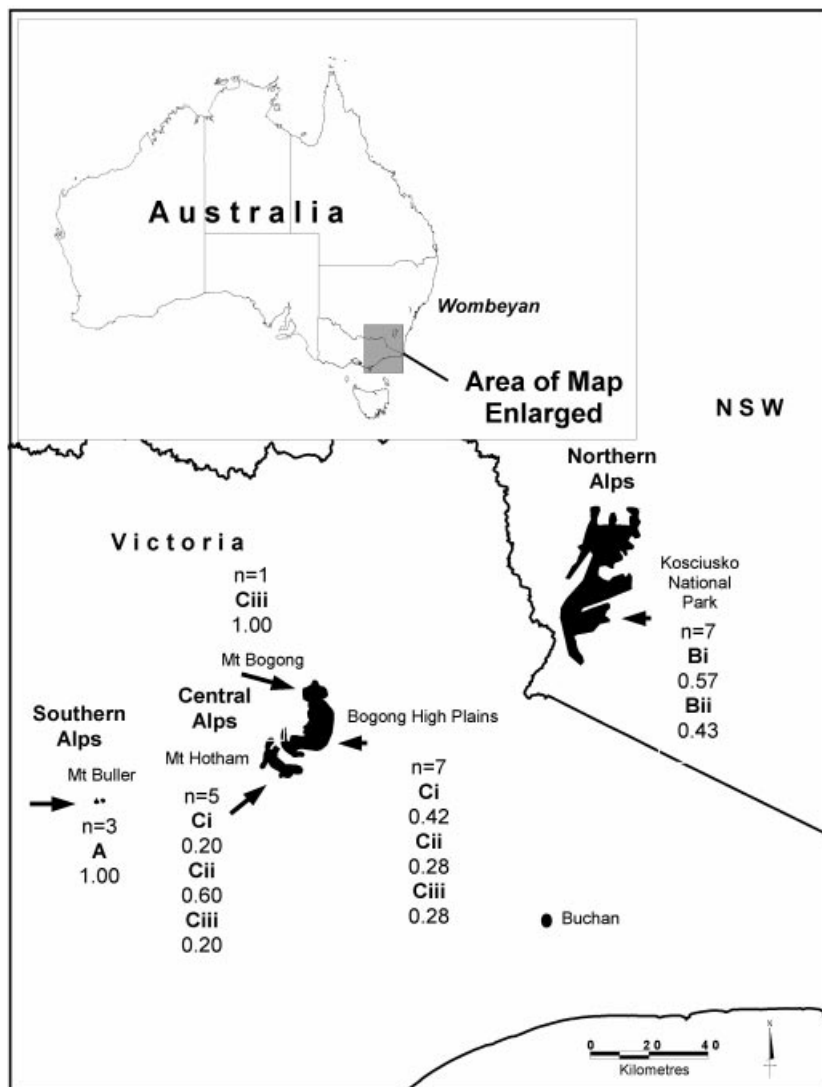 Australia
Wombeyan
Area of Map
Enlarged
NSW
Northern
Alps
Victoria
n=1
Ciii
1.00
Mt Bogong
Kosciusko
National
Park
n=7
Bi
0.57
Bii
0.43
Southern
Alps
Mt Buller
n=3
A
1.00
Central
Alps
Mt Hotham
n=5
Ci
0.20
Cii
0.60
Ciii
0.20
Bogong High Plains
n=7
Ci
0.42
Cii
0.28
Ciii
0.28
Buchan
0 20 40
Kilometres
N